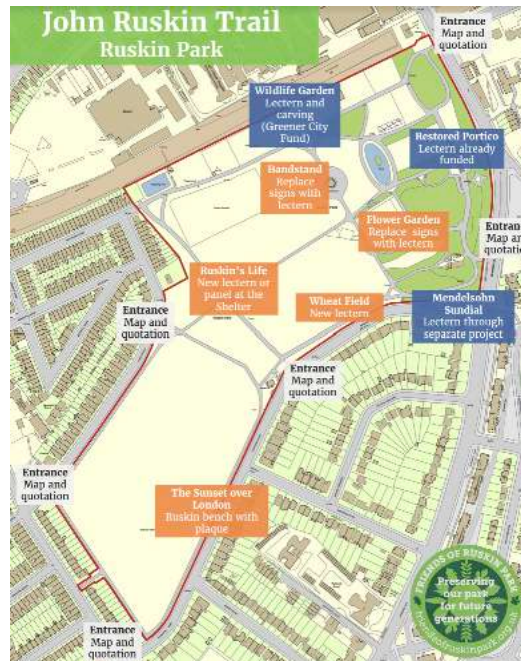 John Ruskin Trail
Ruskin Park
Entrance
Map and
quotation
Wildlife Garden
Lectern and
carving
(Greener City
Fund)
Restored Portico
Lectern already
funded
Bandstand
Replace
signs with
lectern
Flower Garden
Replace signs
with lectern
Entran
Map an
quotatio
Ruskin's Life
New lectern or
panel at the
Shelter
Wheat Field
New lectern
Mendelsohn
Sundial
Lectern through
separate project
Entrance
Map and
quotation
Entrance
Map and
quotation
Entrance
Map and
quotation
The Sunset over
London
Ruskin bench with
plaque
Entrance
Map and
quotation
FRIENDS OF RUSKIN PARK
Preserving
our park
for future
generations
friendsofruskinpark.org.uk